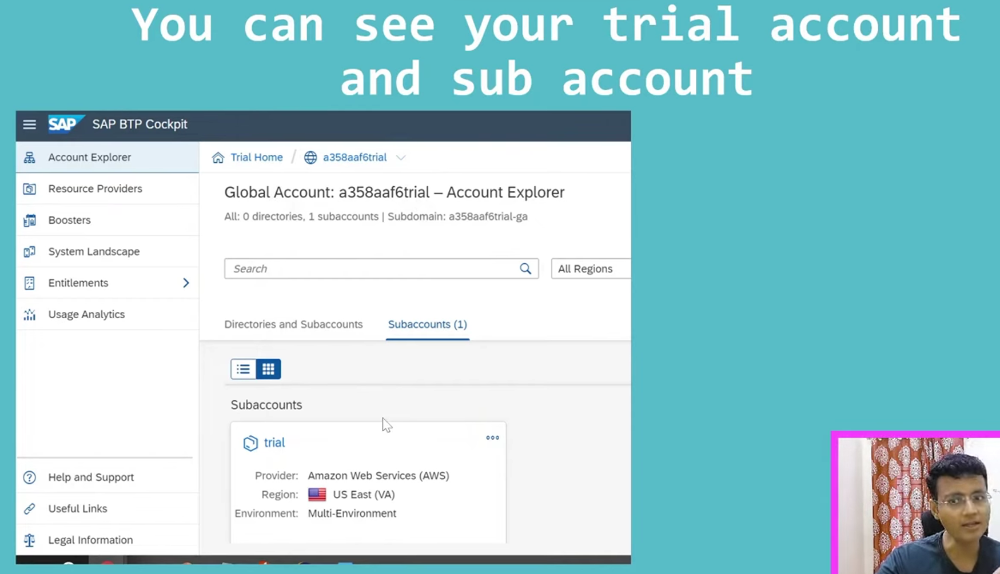 You can see your trial account
and sub account
SAP SAP BTP Cockpit
Account Explorer
Resource Providers
Boosters
System Landscape
Entitlements
Usage Analytics
Help and Support
Useful Links
Legal Information
Trial Home / a358aaf6trial
Global Account: a358aaf6trial – Account Explorer
All: 0 directories, 1 subaccounts | Subdomain: a358aaf6trial-ga
Search
All Regions
Directories and Subaccounts Subaccounts (1)
Subaccounts
trial
Provider: Amazon Web Services (AWS)
Region: US East (VA)
Environment: Multi-Environment